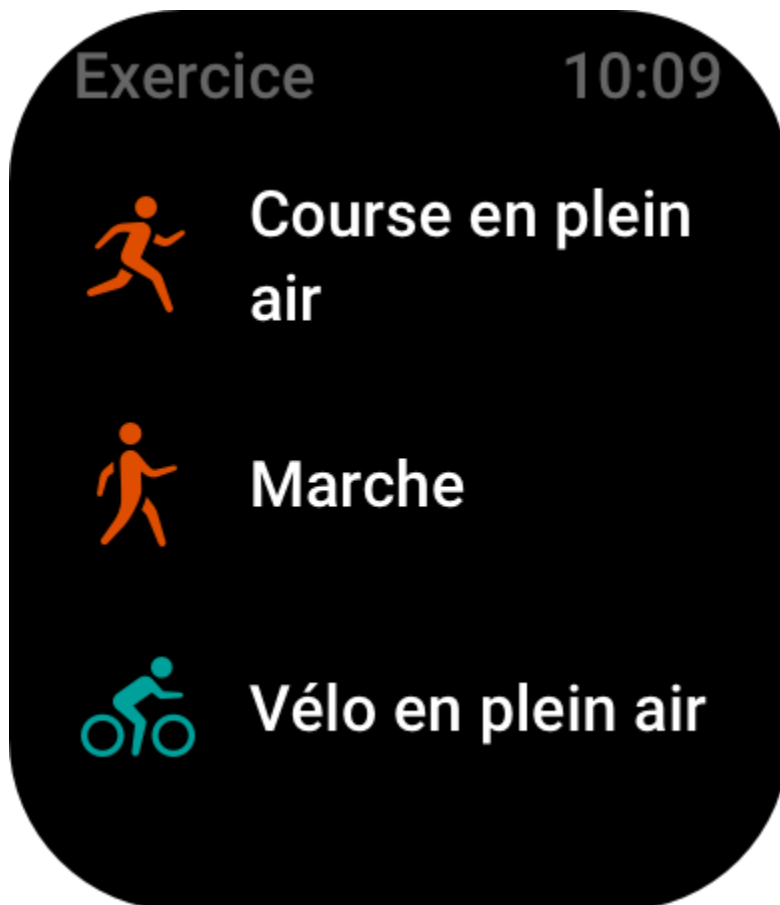 Exercice 10:09
Course en plein
air
Marche
Vélo en plein air